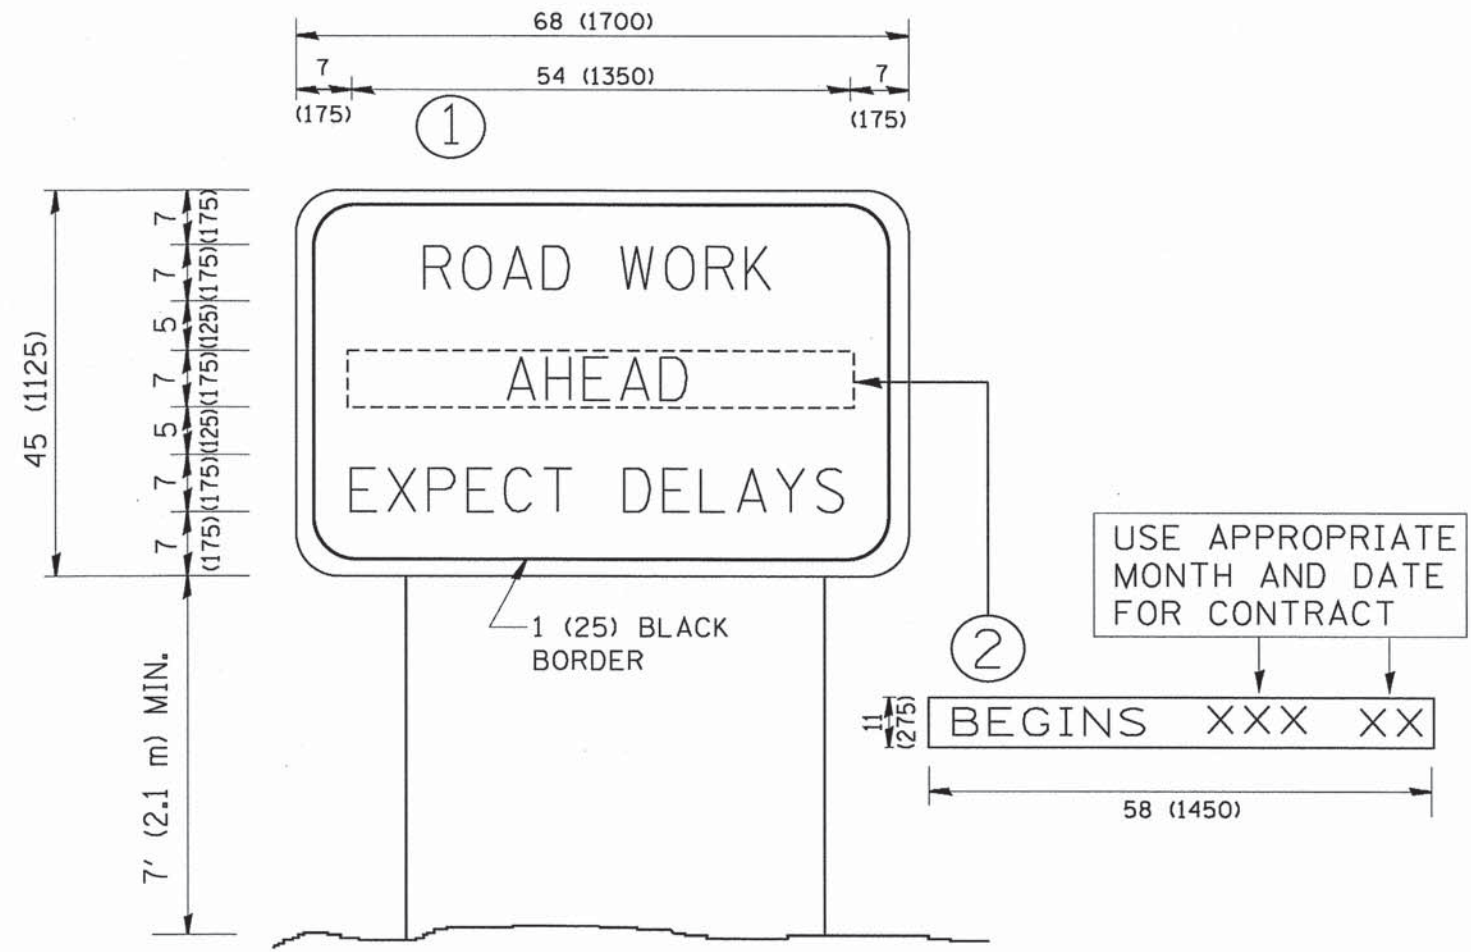 68 (1700)
7
54 (1350)
7
(175)
(175)
1
45 (1125)
7 (175)
7 (175)
5 (125)
7 (175)
5 (125)
7 (175)
7 (175)
ROAD WORK
AHEAD
EXPECT DELAYS
1 (25) BLACK
BORDER
7' (2.1 m) MIN.
USE APPROPRIATE
MONTH AND DATE
FOR CONTRACT
2
11
(275)
BEGINS XXX XX
58 (1450)